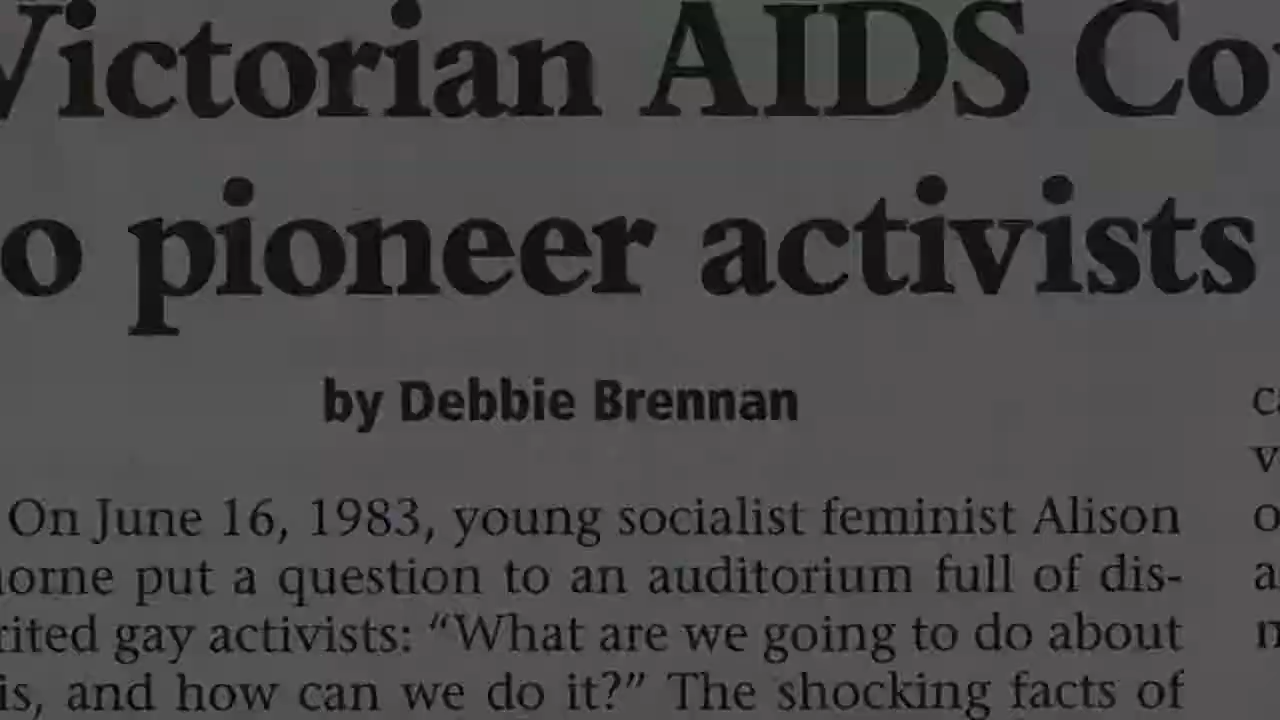 Victorian AIDS Co
o pioneer activists
by Debbie Brennan
On June 16, 1983, young socialist feminist Alison
orne put a question to an auditorium full of dis-
rited gay activists: “What are we going to do about
is, and how can we do it?” The shocking facts of